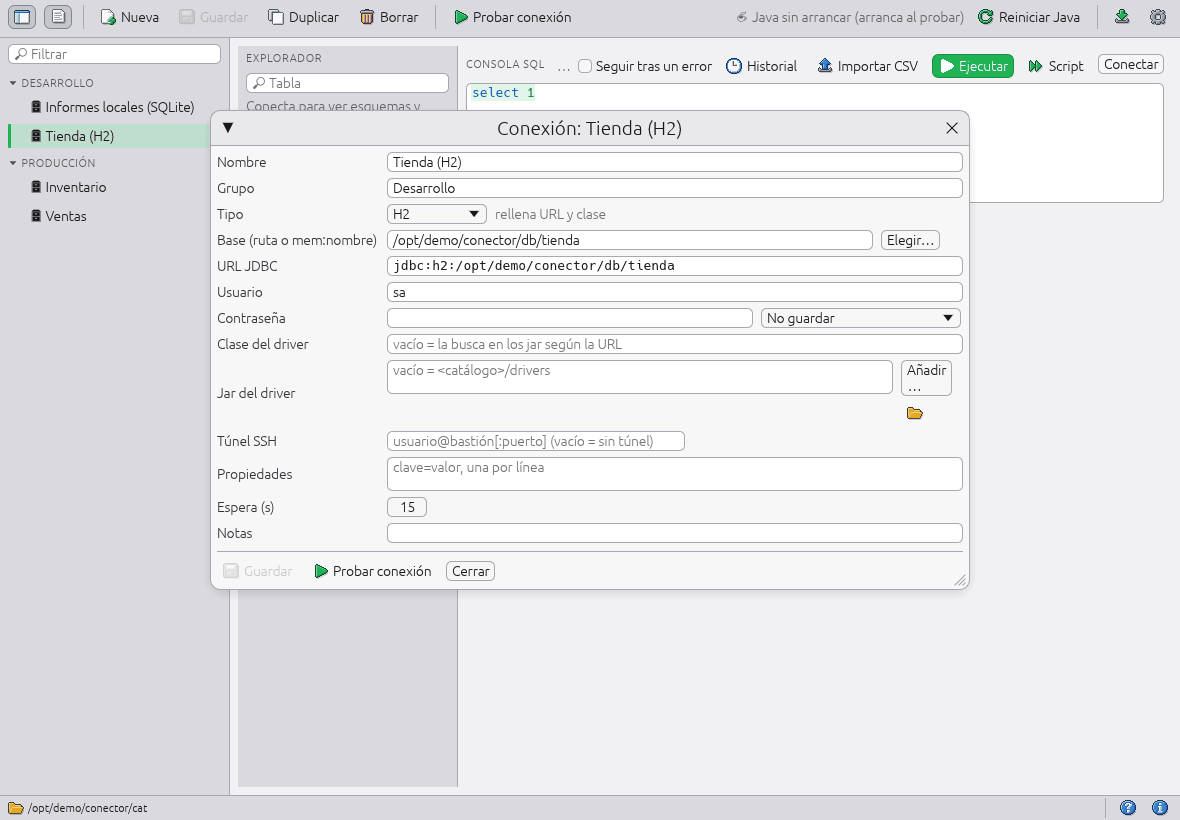 Nueva Guardar Duplicar Borrar Probar conexión Java sin arrancar (arranca al probar) Reiniciar Java
Filtrar
DESARROLLO
Informes locales (SQLite)
Tienda (H2)
PRODUCCIÓN
Inventario
Ventas
EXPLORADOR
Tabla
Conecta para ver esquemas y
CONSOLA SQL ... Seguir tras un error Historial Importar CSV Ejecutar Script Conectar
select 1
Conexión: Tienda (H2)
Nombre Tienda (H2)
Grupo Desarrollo
Tipo H2 rellena URL y clase
Base (ruta o mem:nombre) /opt/demo/conector/db/tienda Elegir...
URL JDBC jdbc:h2:/opt/demo/conector/db/tienda
Usuario sa
Contraseña No guardar
Clase del driver vacío = la busca en los jar según la URL
Jar del driver vacío = <catálogo>/drivers Añadir ...
Túnel SSH usuario@bastión[:puerto] (vacío = sin túnel)
Propiedades clave=valor, una por línea
Espera (s) 15
Notas
Guardar Probar conexión Cerrar
/opt/demo/conector/cat